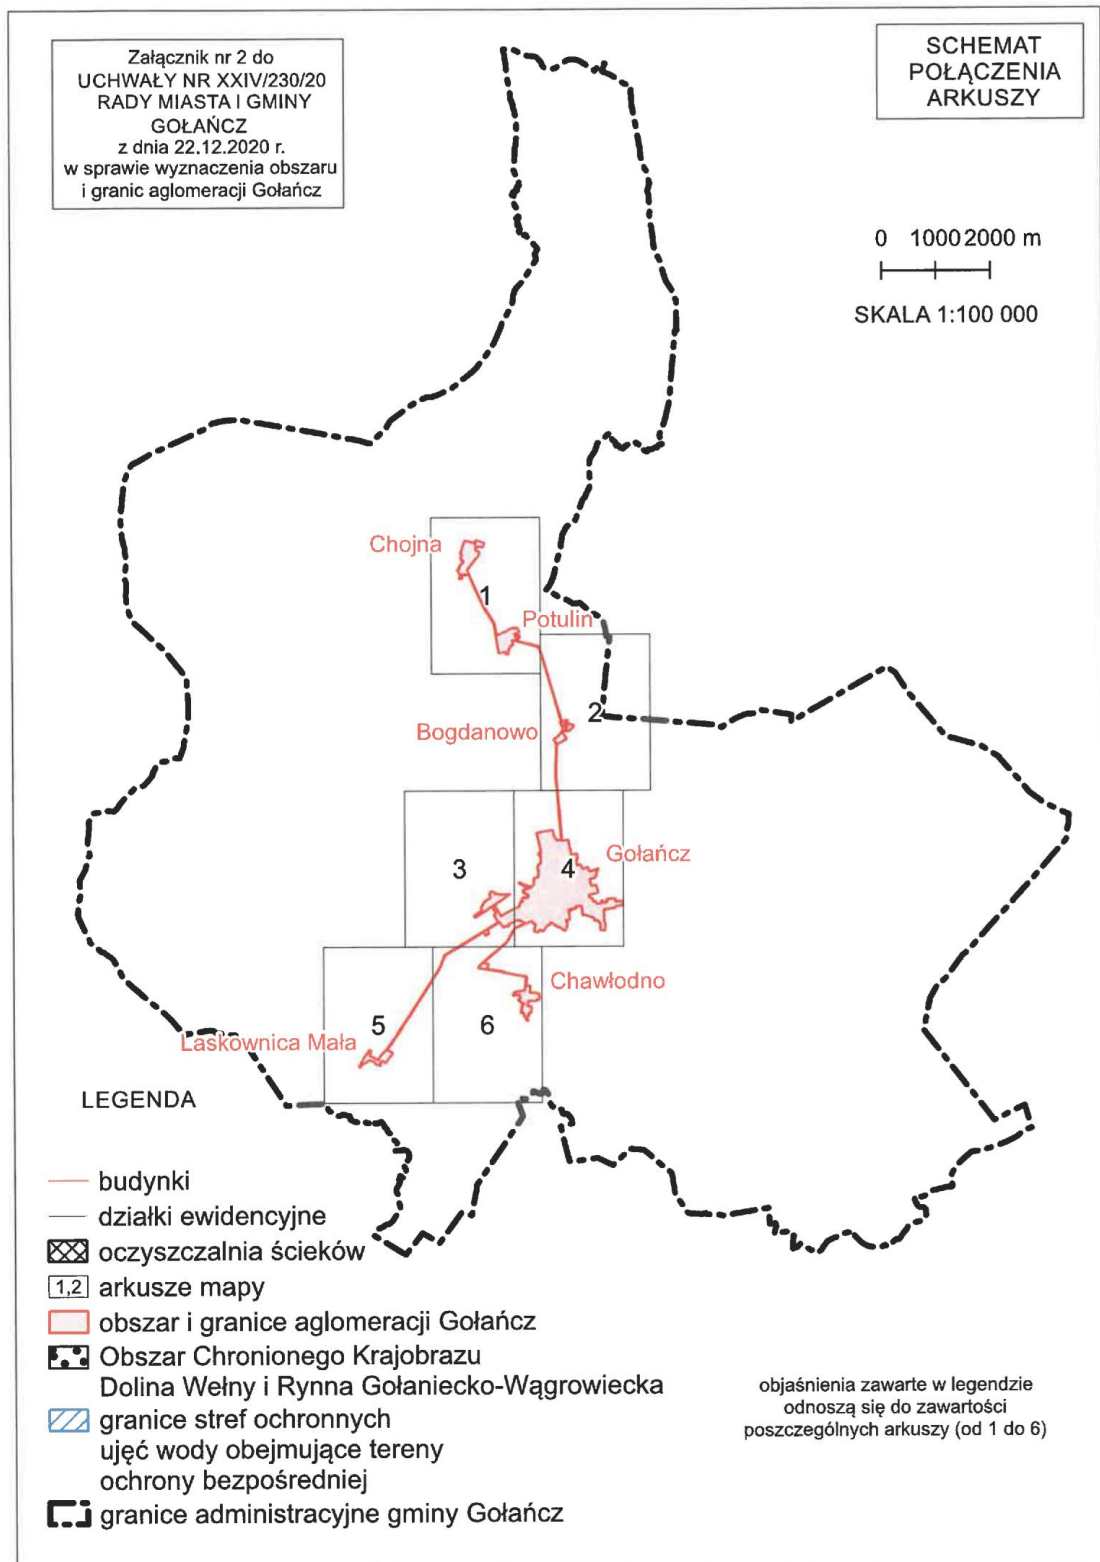 Załącznik nr 2 do
UCHWAŁY NR XXIV/230/20
RADY MIASTA I GMINY
GOŁAŃCZ
z dnia 22.12.2020 r.
w sprawie wyznaczenia obszaru
i granic aglomeracji Gołańcz
SCHEMAT
POŁĄCZENIA
ARKUSZY
0 1000 2000 m
SKALA 1:100 000
Chojna
1
Potulin
2
Bogdanowo
3
4
Gołańcz
Chawłodno
5
6
Laskownica Mała
LEGENDA
budynki
działki ewidencyjne
oczyszczalnia ścieków
1,2 arkusze mapy
obszar i granice aglomeracji Gołańcz
Obszar Chronionego Krajobrazu
Dolina Wełny i Rynna Gołaniecko-Wągrowiecka
granice stref ochronnych
ujęć wody obejmujące tereny
ochrony bezpośredniej
granice administracyjne gminy Gołańcz
objaśnienia zawarte w legendzie
odnoszą się do zawartości
poszczególnych arkuszy (od 1 do 6)